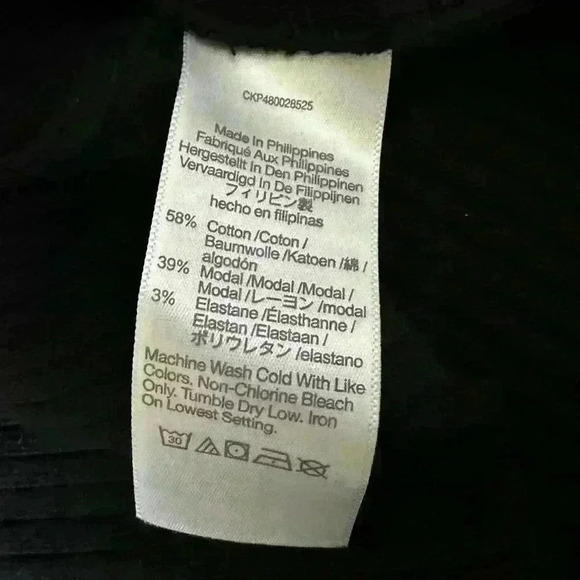 CKP480028525
Made In Philippines
Fabriqué Aux Philippines
Hergestellt In Den Philippinen
Vervaardigd In De Filippijnen
フィリピン製
hecho en filipinas
58% Cotton /Coton /
Baumwolle /Katoen /綿 /
algodón
39% Modal /Modal /Modal /
Modal /レーヨン /modal
3% Elastane /Élasthanne /
Elastan /Elastaan /
ポリウレタン /elastano
Machine Wash Cold With Like
Colors. Non-Chlorine Bleach
Only. Tumble Dry Low. Iron
On Lowest Setting.
30